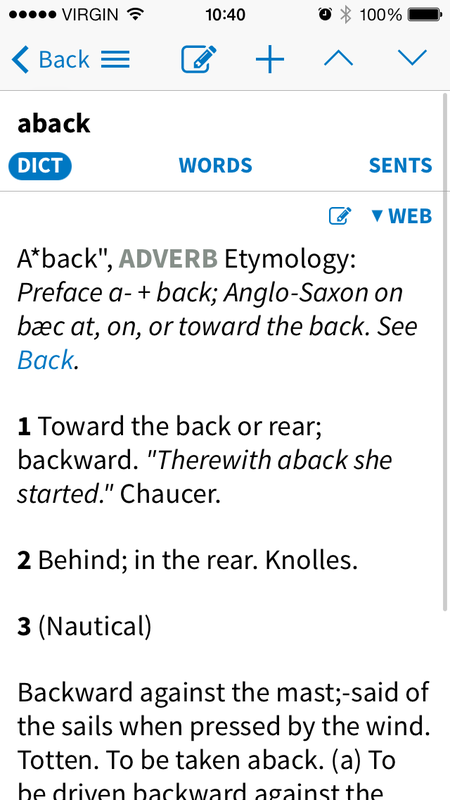 VIRGIN 10:40 100%
Back
aback
DICT WORDS SENTS
▼ WEB
A*back", ADVERB Etymology:
Preface a- + back; Anglo-Saxon on
bæc at, on, or toward the back. See
Back.
1 Toward the back or rear;
backward. "Therewith aback she
started." Chaucer.
2 Behind; in the rear. Knolles.
3 (Nautical)
Backward against the mast;-said of
the sails when pressed by the wind.
Totten. To be taken aback. (a) To
be driven backward against the